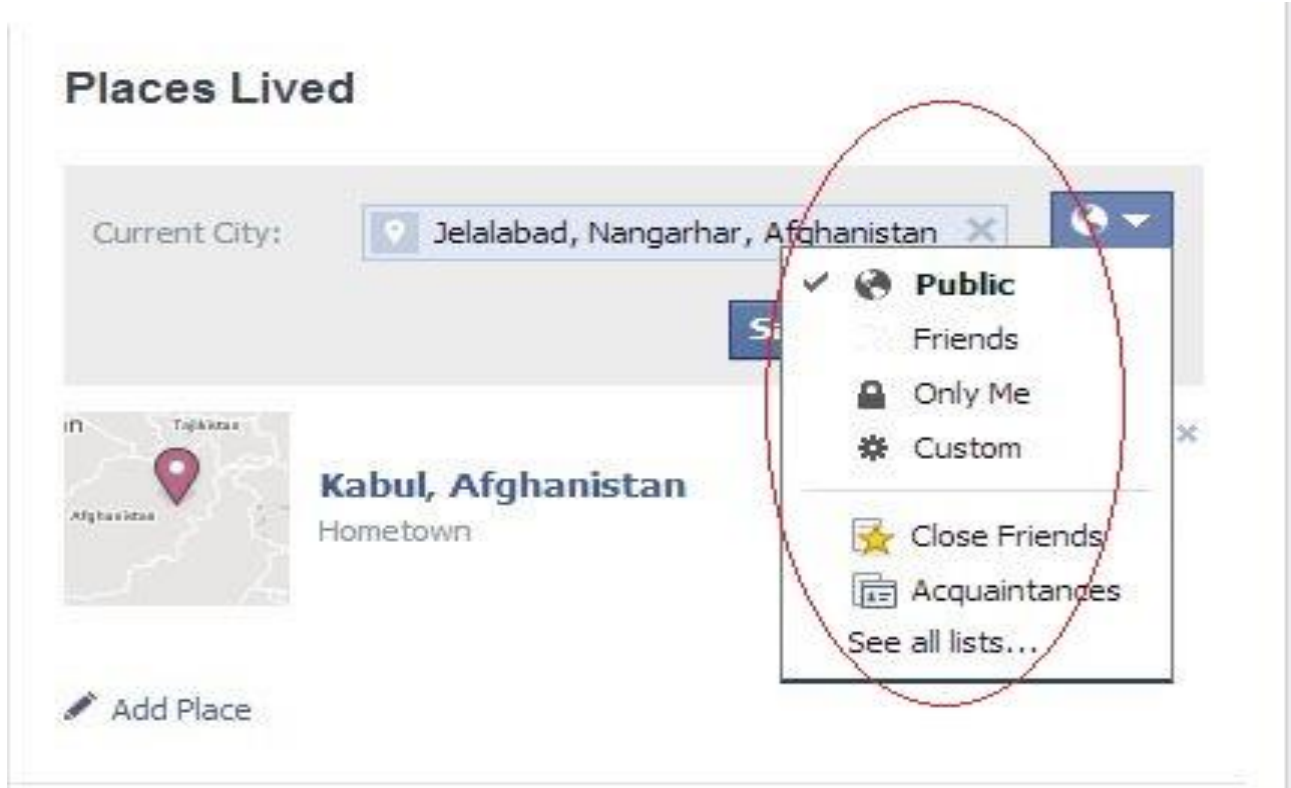 Places Lived
Current City: Jelalabad, Nangarhar, Afghanistan
Public
Friends
Only Me
Custom
Close Friends
Acquaintances
See all lists...
Tajikistan
Afghanistan
Kabul, Afghanistan
Hometown
Add Place